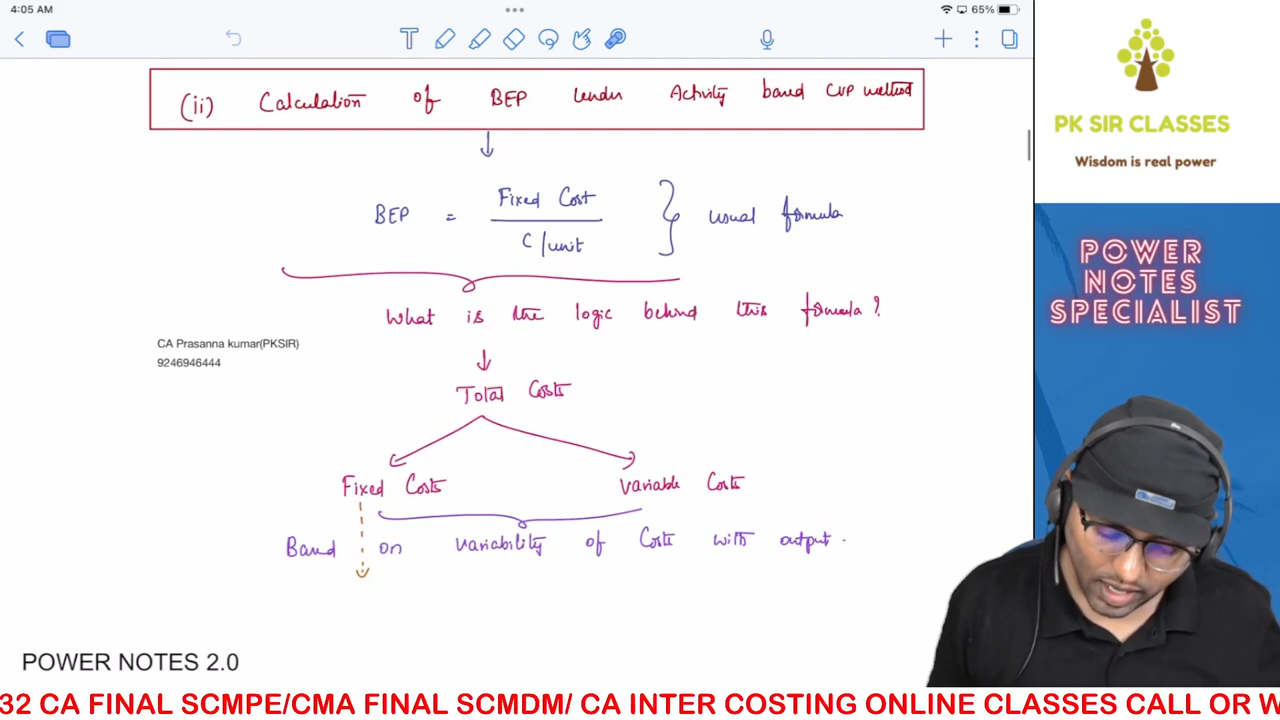 4:05 AM
65%
(ii) Calculation of BEP under Activity based CVP method
BEP = Fixed Cost
C/unit
usual formula
What is the logic behind this formula?
CA Prasanna kumar(PKSIR)
9246946444
Total Costs
Fixed Costs Variable Costs
Based on variability of Costs with output.
POWER NOTES 2.0
PK SIR CLASSES
Wisdom is real power
POWER
NOTES
SPECIALIST
32 CA FINAL SCMPE/CMA FINAL SCMDM/ CA INTER COSTING ONLINE CLASSES CALL OR W